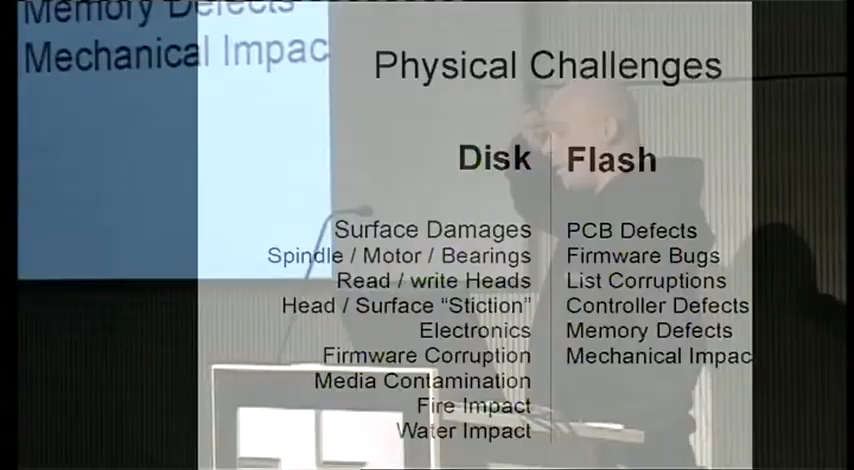 Memory Defects
Mechanical Impac
Physical Challenges
Disk
Flash
Surface Damages
Spindle / Motor / Bearings
Read / write Heads
Head / Surface “Stiction”
Electronics
Firmware Corruption
Media Contamination
Fire Impact
Water Impact
PCB Defects
Firmware Bugs
List Corruptions
Controller Defects
Memory Defects
Mechanical Impac